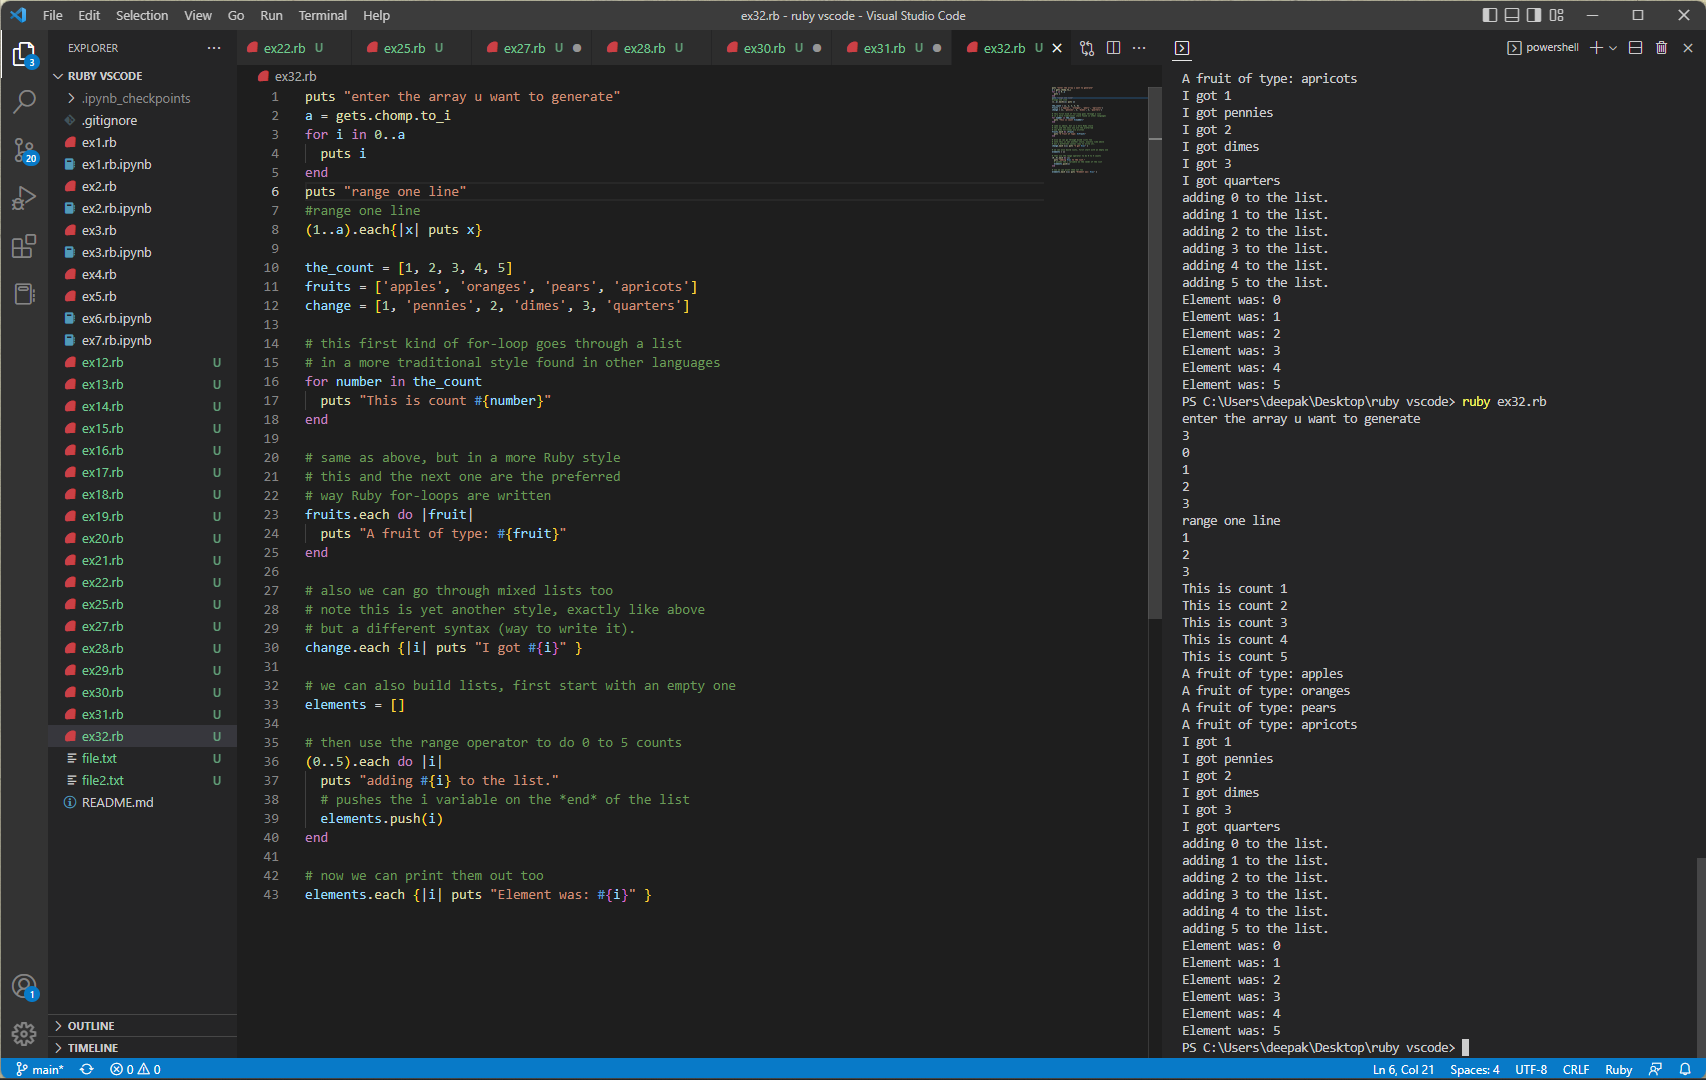 File Edit Selection View Go Run Terminal Help
ex32.rb - ruby vscode - Visual Studio Code
EXPLORER
RUBY VSCODE
.ipynb_checkpoints
.gitignore
ex1.rb
ex1.rb.ipynb
ex2.rb
ex2.rb.ipynb
ex3.rb
ex3.rb.ipynb
ex4.rb
ex5.rb
ex6.rb.ipynb
ex7.rb.ipynb
ex12.rb U
ex13.rb U
ex14.rb U
ex15.rb U
ex16.rb U
ex17.rb U
ex18.rb U
ex19.rb U
ex20.rb U
ex21.rb U
ex22.rb U
ex25.rb U
ex27.rb U
ex28.rb U
ex29.rb U
ex30.rb U
ex31.rb U
ex32.rb U
file.txt U
file2.txt U
README.md
OUTLINE
TIMELINE
3
20
1
ex22.rb U ex25.rb U ex27.rb U ex28.rb U ex30.rb U ex31.rb U ex32.rb U
ex32.rb
1 puts "enter the array u want to generate"
2 a = gets.chomp.to_i
3 for i in 0..a
4 puts i
5 end
6 puts "range one line"
7 #range one line
8 (1..a).each{|x| puts x}
9
10 the_count = [1, 2, 3, 4, 5]
11 fruits = ['apples', 'oranges', 'pears', 'apricots']
12 change = [1, 'pennies', 2, 'dimes', 3, 'quarters']
13
14 # this first kind of for-loop goes through a list
15 # in a more traditional style found in other languages
16 for number in the_count
17 puts "This is count #{number}"
18 end
19
20 # same as above, but in a more Ruby style
21 # this and the next one are the preferred
22 # way Ruby for-loops are written
23 fruits.each do |fruit|
24 puts "A fruit of type: #{fruit}"
25 end
26
27 # also we can go through mixed lists too
28 # note this is yet another style, exactly like above
29 # but a different syntax (way to write it).
30 change.each {|i| puts "I got #{i}" }
31
32 # we can also build lists, first start with an empty one
33 elements = []
34
35 # then use the range operator to do 0 to 5 counts
36 (0..5).each do |i|
37 puts "adding #{i} to the list."
38 # pushes the i variable on the *end* of the list
39 elements.push(i)
40 end
41
42 # now we can print them out too
43 elements.each {|i| puts "Element was: #{i}" }
powershell
A fruit of type: apricots
I got 1
I got pennies
I got 2
I got dimes
I got 3
I got quarters
adding 0 to the list.
adding 1 to the list.
adding 2 to the list.
adding 3 to the list.
adding 4 to the list.
adding 5 to the list.
Element was: 0
Element was: 1
Element was: 2
Element was: 3
Element was: 4
Element was: 5
PS C:\Users\deepak\Desktop\ruby vscode> ruby ex32.rb
enter the array u want to generate
3
0
1
2
3
range one line
1
2
3
This is count 1
This is count 2
This is count 3
This is count 4
This is count 5
A fruit of type: apples
A fruit of type: oranges
A fruit of type: pears
A fruit of type: apricots
I got 1
I got pennies
I got 2
I got dimes
I got 3
I got quarters
adding 0 to the list.
adding 1 to the list.
adding 2 to the list.
adding 3 to the list.
adding 4 to the list.
adding 5 to the list.
Element was: 0
Element was: 1
Element was: 2
Element was: 3
Element was: 4
Element was: 5
PS C:\Users\deepak\Desktop\ruby vscode>
main* 0 0
Ln 6, Col 21 Spaces: 4 UTF-8 CRLF Ruby